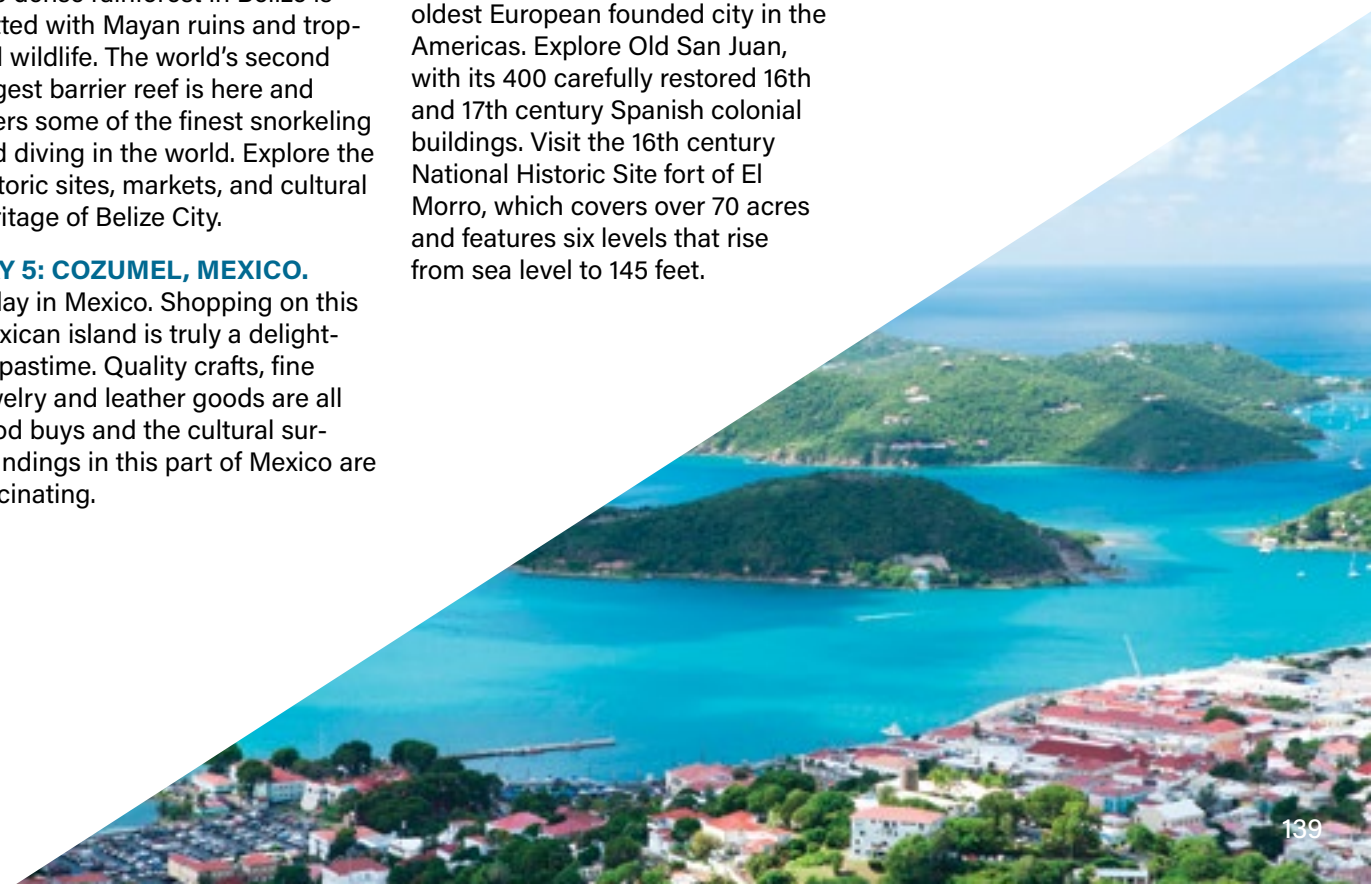 dense rainforest in Belize is
ted with Mayan ruins and trop-
l wildlife. The world’s second
gest barrier reef is here and
ers some of the finest snorkeling
d diving in the world. Explore the
toric sites, markets, and cultural
itage of Belize City.
Y 5: COZUMEL, MEXICO.
lay in Mexico. Shopping on this
xican island is truly a delight-
pastime. Quality crafts, fine
welry and leather goods are all
od buys and the cultural sur-
ndings in this part of Mexico are
cinating.
oldest European founded city in the
Americas. Explore Old San Juan,
with its 400 carefully restored 16th
and 17th century Spanish colonial
buildings. Visit the 16th century
National Historic Site fort of El
Morro, which covers over 70 acres
and features six levels that rise
from sea level to 145 feet.
139